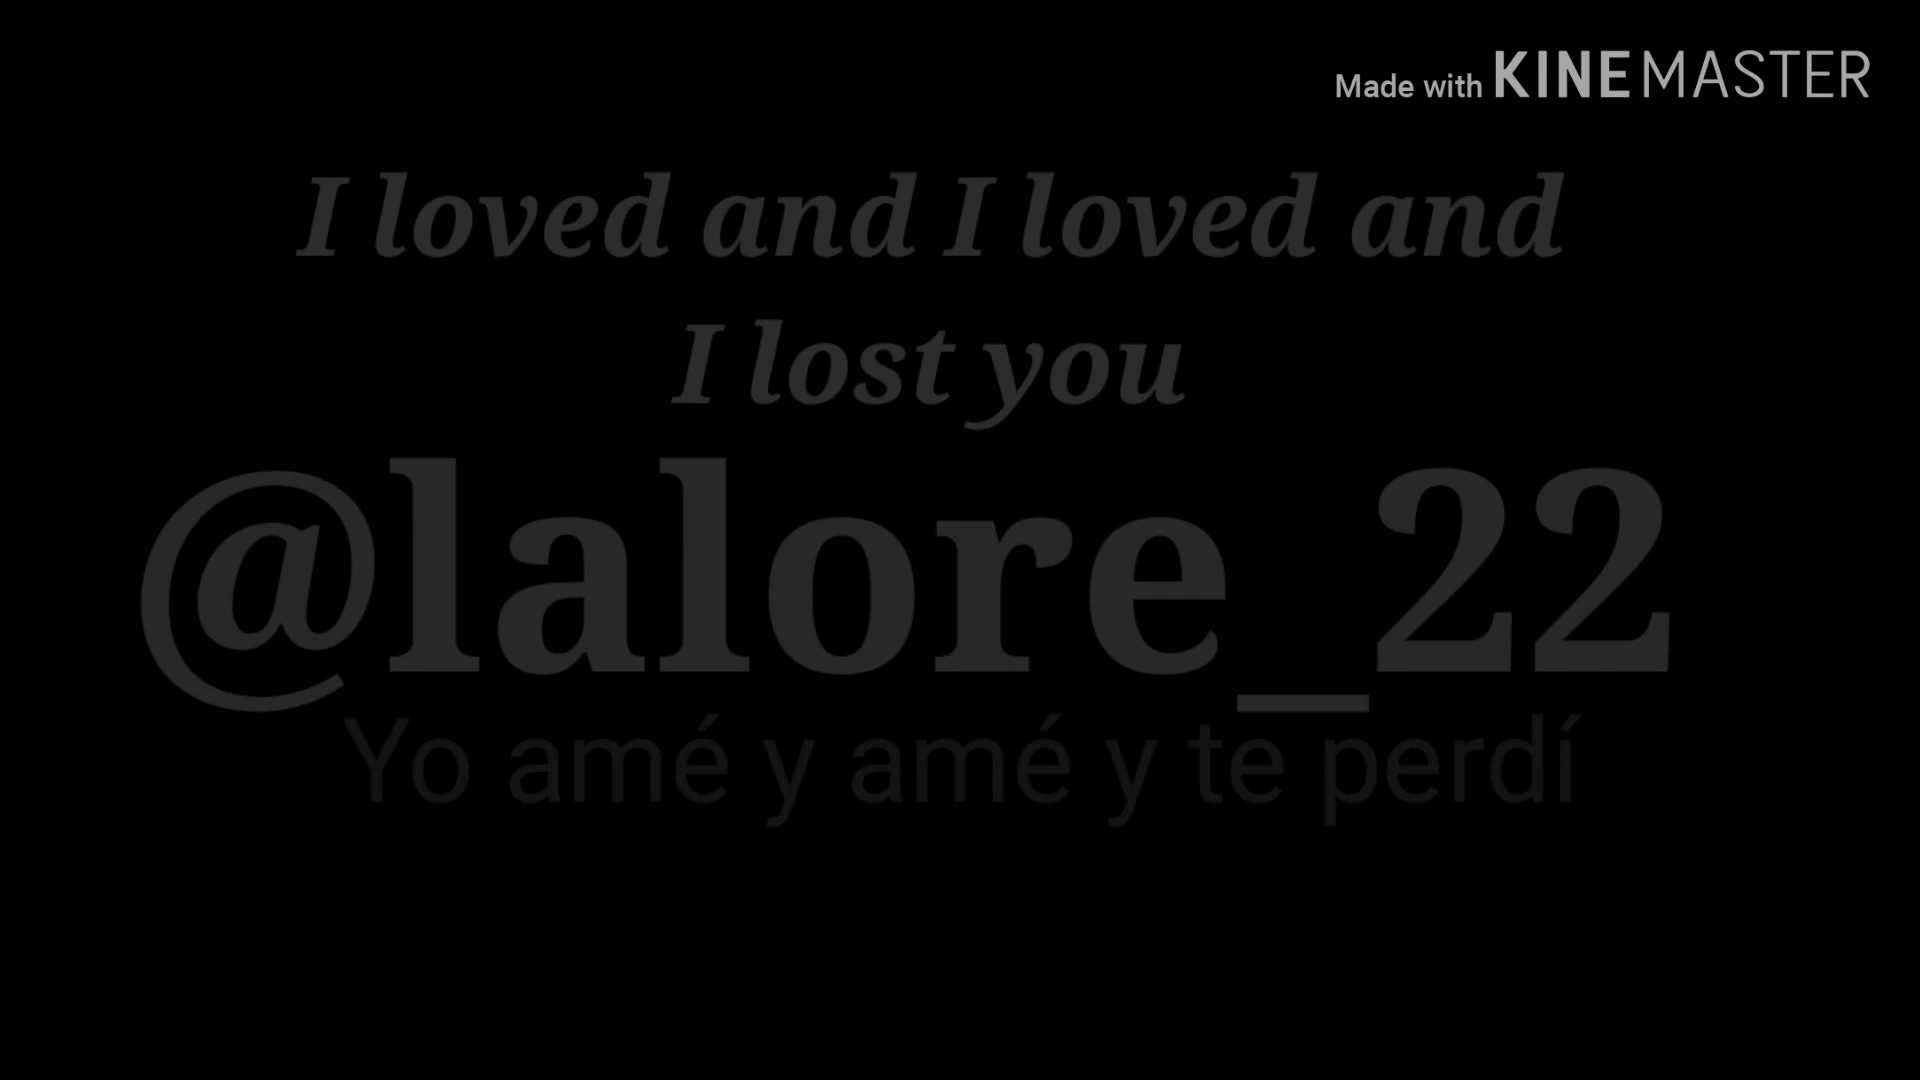 Made with KINEMASTER
I loved and I loved and
I lost you
@lalore_22
Yo amé y amé y te perdí